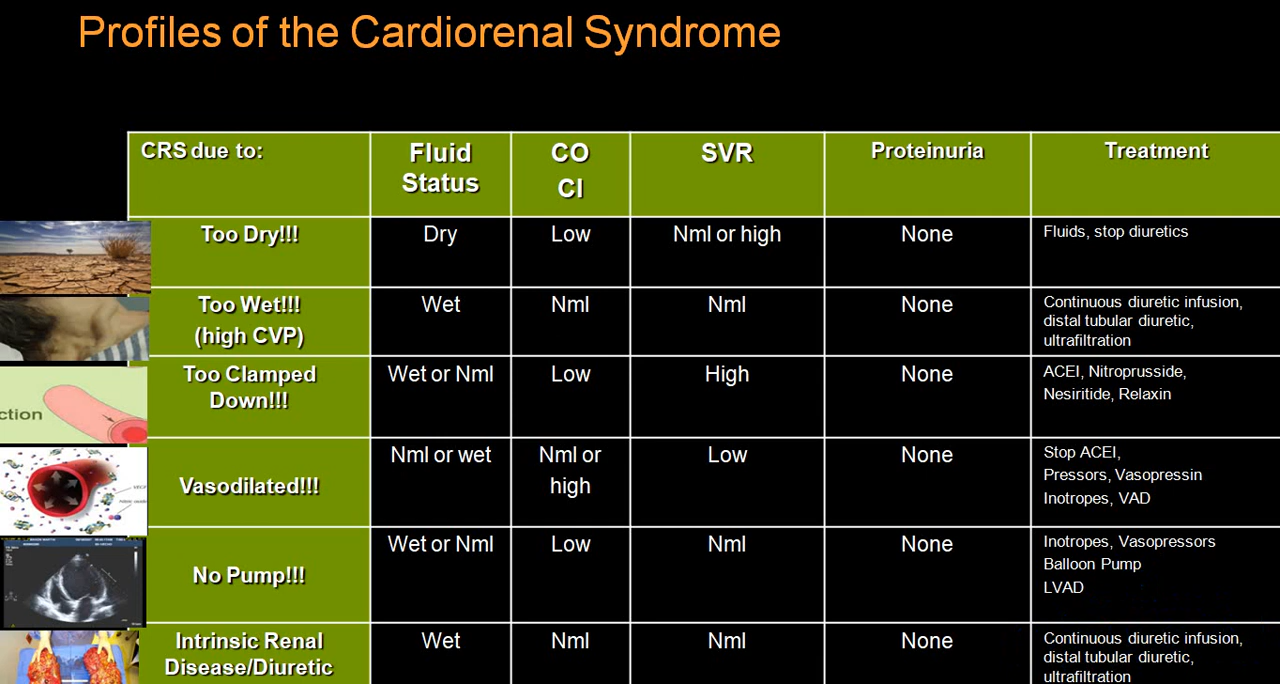 Profiles of the Cardiorenal Syndrome
CRS due to:
Fluid
Status
CO
CI
SVR
Proteinuria
Treatment
Too Dry!!!
Dry
Low
Nml or high
None
Fluids, stop diuretics
Too Wet!!!
(high CVP)
Wet
Nml
Nml
None
Continuous diuretic infusion,
distal tubular diuretic,
ultrafiltration
ction
Too Clamped
Down!!!
Wet or Nml
Low
High
None
ACEI, Nitroprusside,
Nesiritide, Relaxin
Vasodilated!!!
Nml or wet
Nml or
high
Low
None
Stop ACEI,
Pressors, Vasopressin
Inotropes, VAD
No Pump!!!
Wet or Nml
Low
Nml
None
Inotropes, Vasopressors
Balloon Pump
LVAD
Intrinsic Renal
Disease/Diuretic
Wet
Nml
Nml
None
Continuous diuretic infusion,
distal tubular diuretic,
ultrafiltration